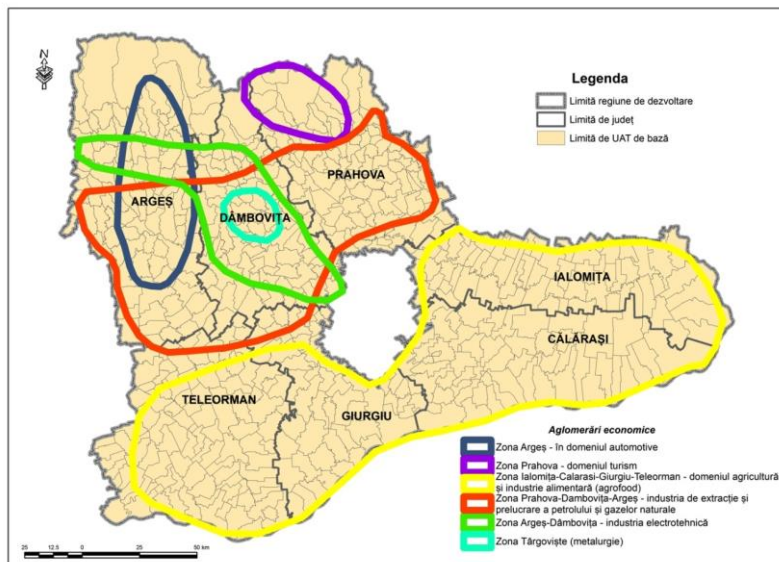 N
Legenda
Limită regiune de dezvoltare
Limită de județ
Limită de UAT de bază
PRAHOVA
ARGEȘ
DÂMBOVIȚA
IALOMIȚA
CĂLĂRAȘI
TELEORMAN
GIURGIU
Aglomerări economice
Zona Argeș - în domeniul automotive
Zona Prahova - domeniul turism
Zona Ialomița-Calarasi-Giurgiu-Teleorman - domeniul agricultură
și industrie alimentară (agrofood)
Zona Prahova-Dambovița-Argeș - industria de extracție și
prelucrare a petrolului și gazelor naturale
Zona Argeș-Dâmbovița - industria electrotehnică
Zona Târgoviște (metalurgie)
25 12.5 0 25 50 km